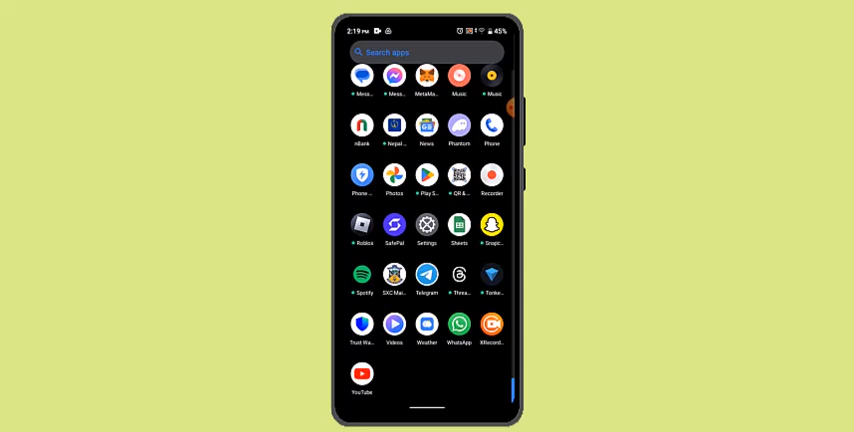 2:19 PM 45%
Search apps
Mess... Mess... MetaMa... Music Music
nBank Nepal ... News Phantom Phone
Phone ... Photos Play S... QR & ... Recorder
Roblox SafePal Settings Sheets Snapc...
Spotify SXC Mai... Telegram Threa... Tonke...
Trust Wa... Videos Weather WhatsApp XRecord...
YouTube